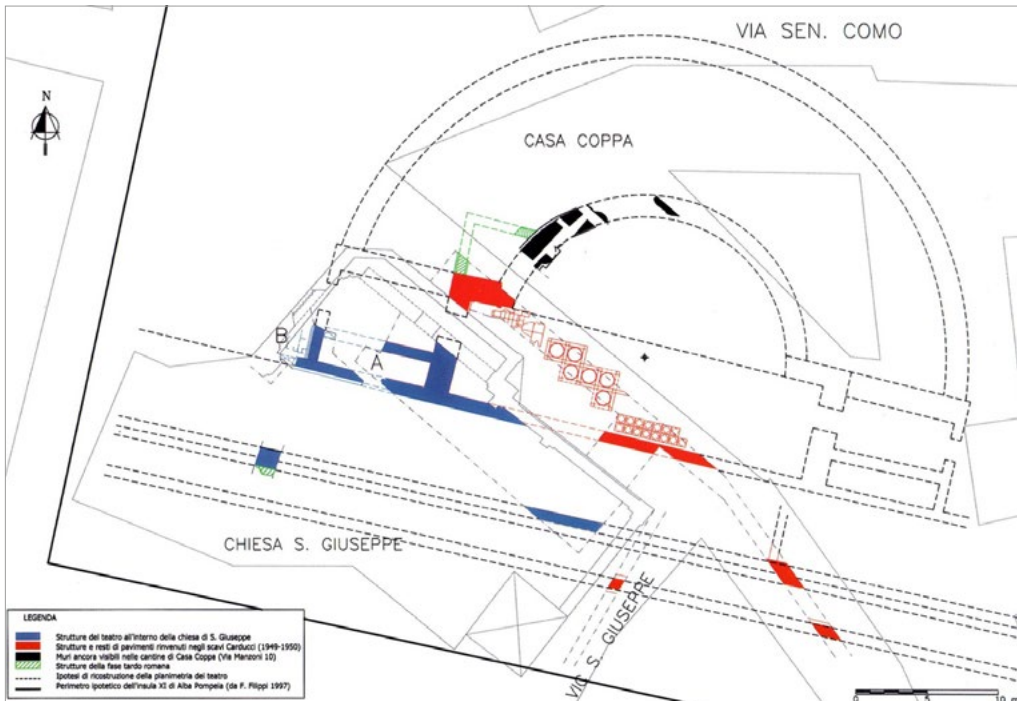 VIA SEN. COMO
N
CASA COPPA
B
A
CHIESA S. GIUSEPPE
VIC. S. GIUSEPPE
LEGENDA
Strutture del teatro all'interno della chiesa di S. Giuseppe
Strutture e resti di pavimenti rinvenuti negli scavi Carducci (1949-1950)
Muri ancora visibili nelle cantine di Casa Coppa (Via Manzoni 10)
Strutture della fase tardo romana
Ipotesi di ricostruzione della planimetria del teatro
Perimetro ipotetico dell'insula XI di Alba Pompeia (da F. Filippi 1997)
0 5 10 m